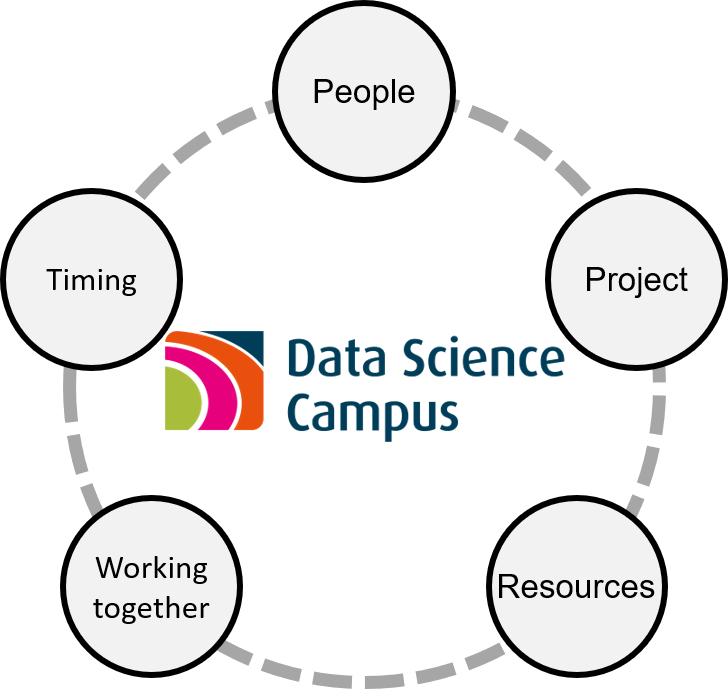 People
Timing
Project
Data Science
Campus
Working
together
Resources